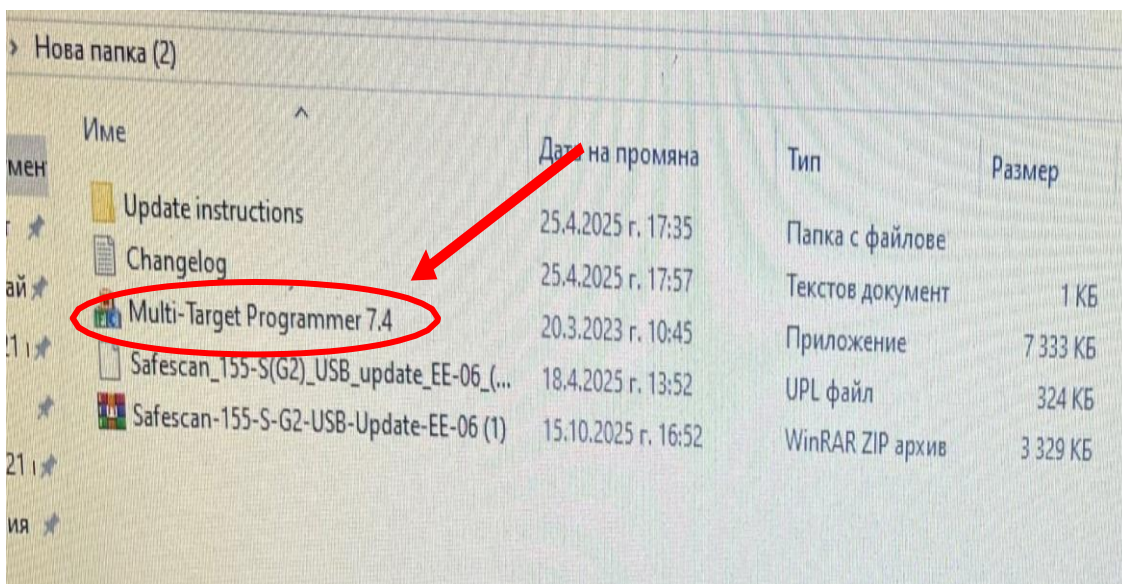 > Нова папка (2)
Име Дата на промяна Тип Размер
мен
Update instructions 25.4.2025 г. 17:35 Папка с файлове
Changelog 25.4.2025 г. 17:57 Текстов документ 1 КБ
ай
Multi-Target Programmer 7.4 20.3.2023 г. 10:45 Приложение 7 333 КБ
Safescan_155-S(G2)_USB_update_EE-06_(... 18.4.2025 г. 13:52 UPL файл 324 КБ
Safescan-155-S-G2-USB-Update-EE-06 (1) 15.10.2025 г. 16:52 WinRAR ZIP архив 3 329 КБ
ия